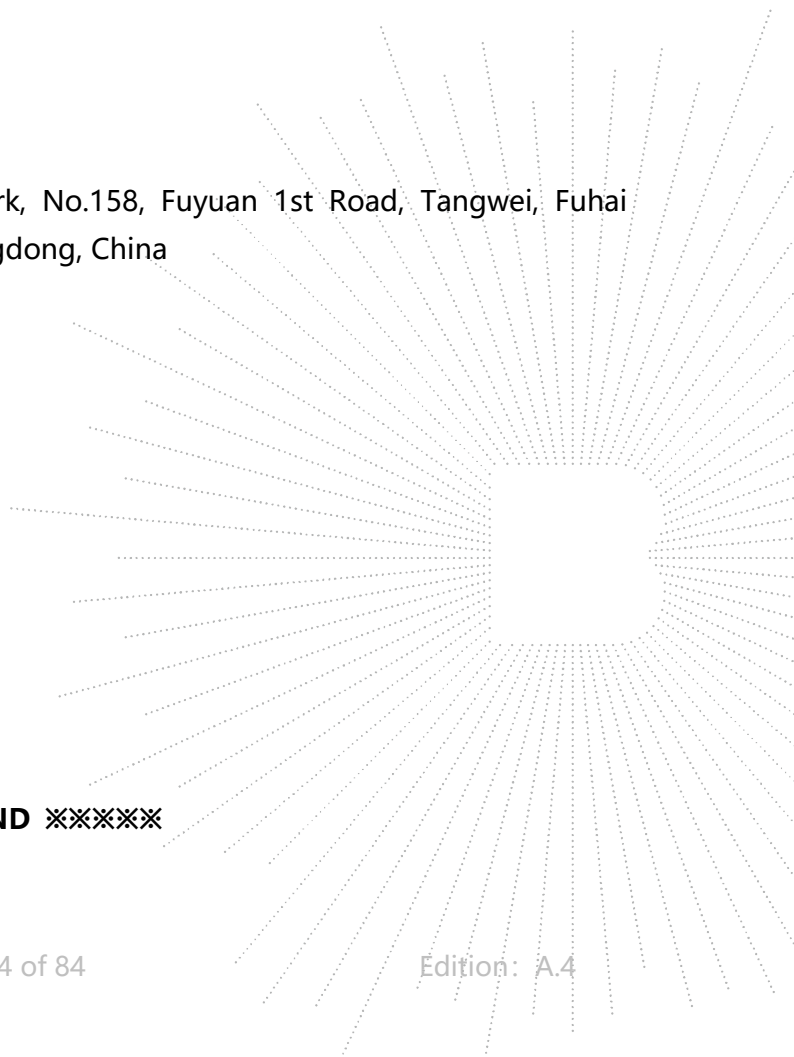 rk, No.158, Fuyuan 1st Road, Tangwei, Fuhai
gdong, China
ND ※※※※※
4 of 84 Edition：A.4